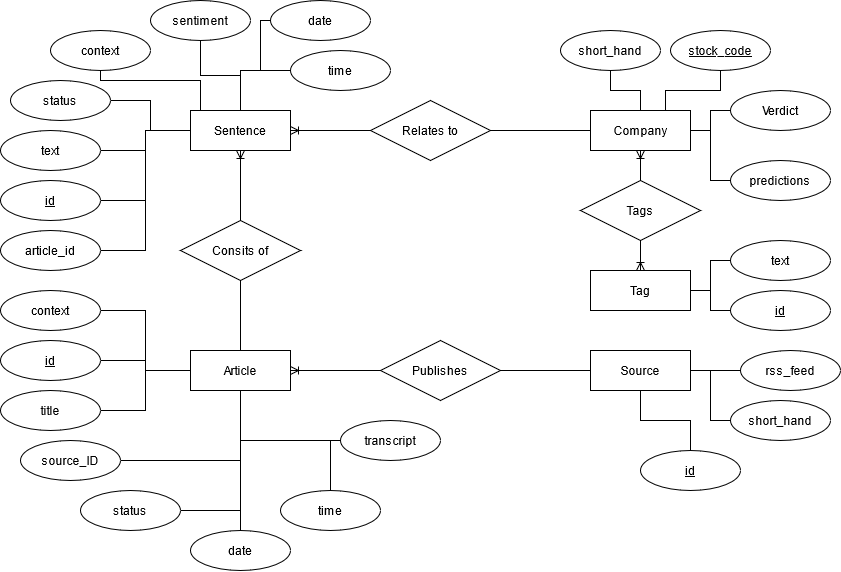 sentiment
date
context
short_hand
stock_code
time
status
Verdict
Sentence
Relates to
Company
text
predictions
id
Tags
article_id
Consits of
text
Tag
context
id
id
Article
Publishes
Source
rss_feed
title
short_hand
transcript
source_ID
id
status
time
date